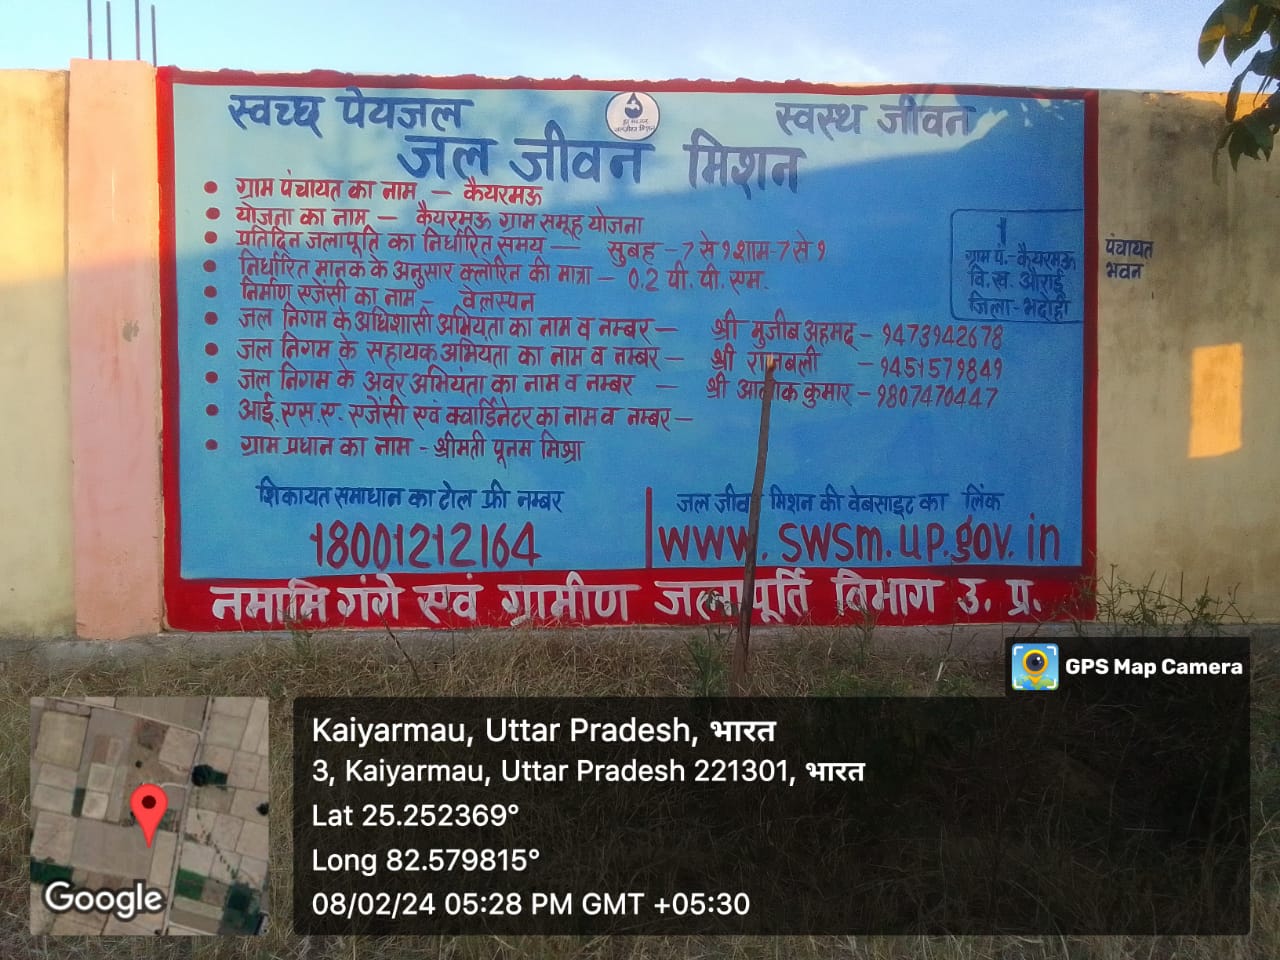 स्वच्छ पेयजल
स्वस्थ जीवन
जल जीवन मिशन
• ग्राम पंचायत का नाम — कैयरमऊ
• योजना का नाम — कैयरमऊ ग्राम समूह योजना
• प्रतिदिन जलापूर्ति का निर्धारित समय — सुबह - 7 से 9 शाम - 7 से 9
• निर्धारित मानक के अनुसार क्लोरिन की मात्रा - 0.2 पी. पी. एम.
• निर्माण एजेंसी का नाम - वेलस्पन
• जल निगम के अधिशासी अभियंता का नाम व नम्बर — श्री मुजीब अहमद - 9473942678
• जल निगम के सहायक अभियंता का नाम व नम्बर — श्री - 9451579849
• जल निगम के अवर अभियंता का नाम व नम्बर — श्री कुमार - 9807470447
• आई. एस. ए. एजेंसी एवं क्वार्डिनेटर का नाम व नम्बर —
• ग्राम प्रधान का नाम - श्रीमती पूनम मिश्रा
ग्राम पं.- कैयरमऊ
वि. ख. औराई
जिला- भदोही
पंचायत
भवन
शिकायत समाधान का टोल फ्री नम्बर
18001212164
जल जीवन मिशन की वेबसाइट का लिंक
www.swsm.up.gov.in
नमामि गंगे एवं ग्रामीण जलापूर्ति विभाग उ. प्र.
GPS Map Camera
Kaiyarmau, Uttar Pradesh, भारत
3, Kaiyarmau, Uttar Pradesh 221301, भारत
Lat 25.252369°
Long 82.579815°
08/02/24 05:28 PM GMT +05:30
Google